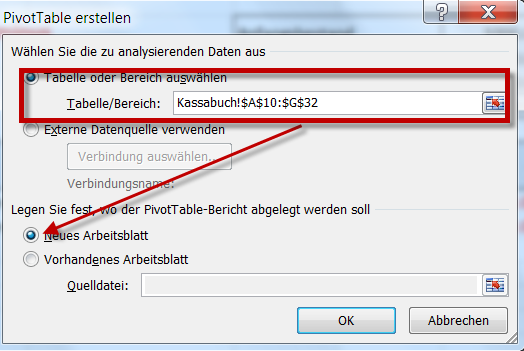 PivotTable erstellen
Wählen Sie die zu analysierenden Daten aus
Tabelle oder Bereich auswählen
Tabelle/Bereich: Kassabuch!$A$10:$G$32
Externe Datenquelle verwenden
Verbindung auswählen...
Verbindungsname:
Legen Sie fest, wo der PivotTable-Bericht abgelegt werden soll
Neues Arbeitsblatt
Vorhandenes Arbeitsblatt
Quelldatei:
OK Abbrechen